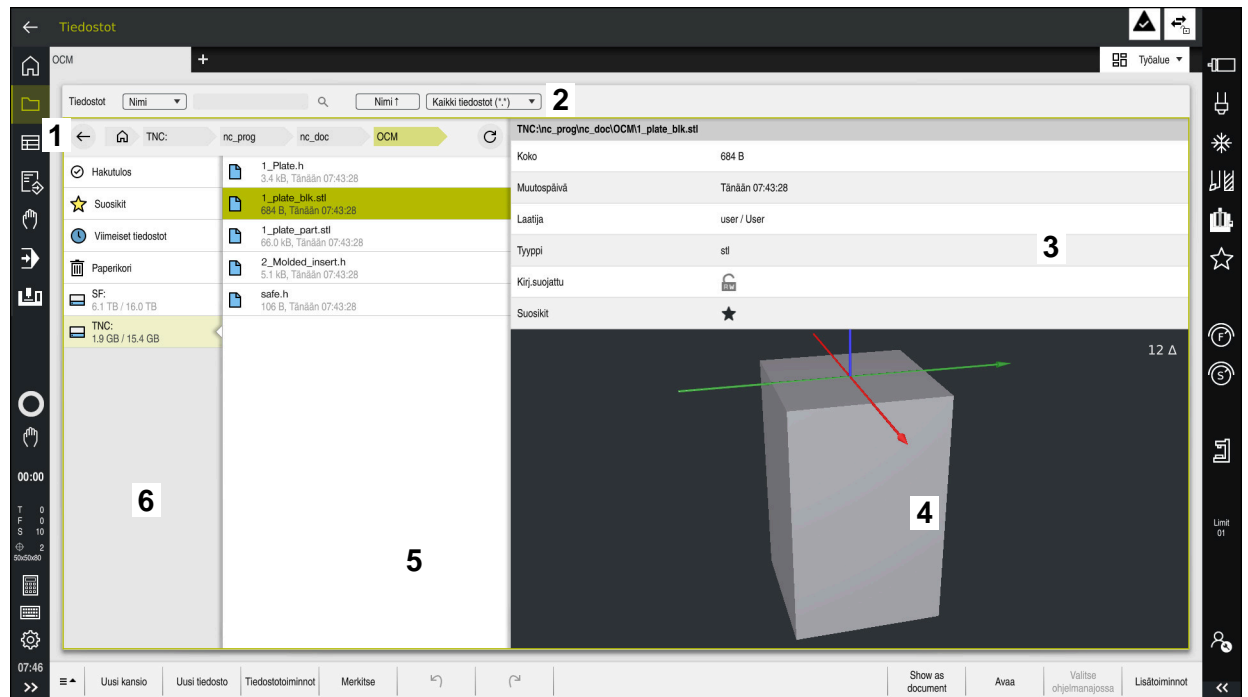 Tiedostot
OCM
+
Työalue
Tiedostot
Nimi
Nimi↑
Kaikki tiedostot (*.*)
2
1
TNC:
nc_prog
nc_doc
OCM
TNC:\nc_prog\nc_doc\OCM\1_plate_blk.stl
Hakutulos
Suosikit
Viimeiset tiedostot
Paperikori
SF:
6.1 TB / 16.0 TB
TNC:
1.9 GB / 15.4 GB
6
1_Plate.h
3.4 kB, Tänään 07:43:28
1_plate_blk.stl
684 B, Tänään 07:43:28
1_plate_part.stl
66.0 kB, Tänään 07:43:28
2_Molded_insert.h
5.1 kB, Tänään 07:43:28
safe.h
106 B, Tänään 07:43:28
5
Koko 684 B
Muutospäivä Tänään 07:43:28
Laatija user / User
Tyyppi stl
3
Kirj.suojattu
Suosikit
12 Δ
4
00:00
T 0
F 0
S 10
2
50x50x80
07:46
F
S
Limit
01
Uusi kansio
Uusi tiedosto
Tiedostotoiminnot
Merkitse
Show as
document
Avaa
Valitse
ohjelmanajossa
Lisätoiminnot